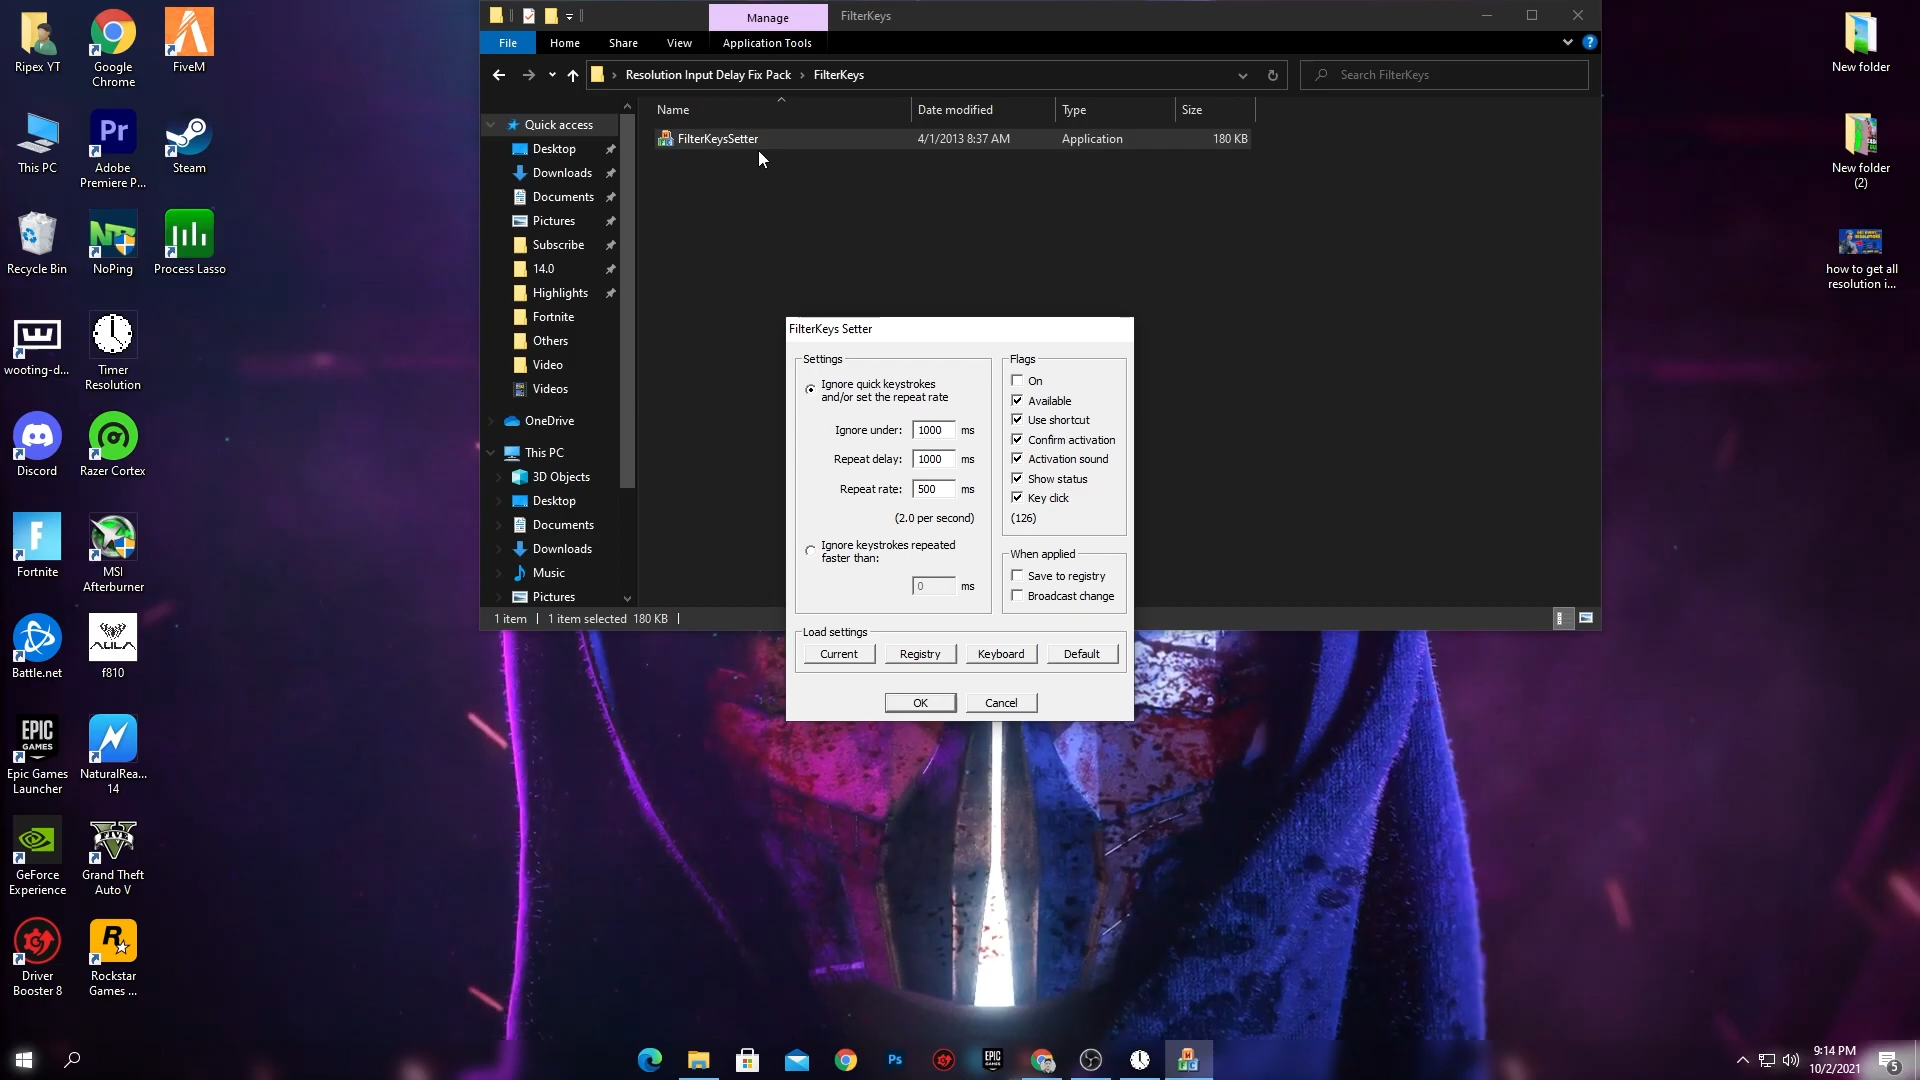 Ripex YT
Google
Chrome
FiveM
This PC
Adobe
Premiere P...
Steam
Recycle Bin
NoPing
Process Lasso
wooting-d...
Timer
Resolution
Discord
Razer Cortex
Fortnite
MSI
Afterburner
Battle.net
AULA
f810
EPIC
GAMES
Epic Games
Launcher
NaturalRea...
14
GeForce
Experience
Grand Theft
Auto V
Driver
Booster 8
Rockstar
Games ...
Manage
FilterKeys
File
Home
Share
View
Application Tools
Resolution Input Delay Fix Pack
FilterKeys
Search FilterKeys
Name
Date modified
Type
Size
FilterKeysSetter
4/1/2013 8:37 AM
Application
180 KB
Quick access
Desktop
Downloads
Documents
Pictures
Subscribe
14.0
Highlights
Fortnite
Others
Video
Videos
OneDrive
This PC
3D Objects
Desktop
Documents
Downloads
Music
Pictures
1 item
1 item selected 180 KB
FilterKeys Setter
Settings
Ignore quick keystrokes
and/or set the repeat rate
Ignore under: 1000 ms
Repeat delay: 1000 ms
Repeat rate: 500 ms
(2.0 per second)
Ignore keystrokes repeated
faster than:
0 ms
Flags
On
Available
Use shortcut
Confirm activation
Activation sound
Show status
Key click
(126)
When applied
Save to registry
Broadcast change
Load settings
Current
Registry
Keyboard
Default
OK
Cancel
New folder
New folder
(2)
how to get all
resolution i...
Ps
EPIC
9:14 PM
10/2/2021
5